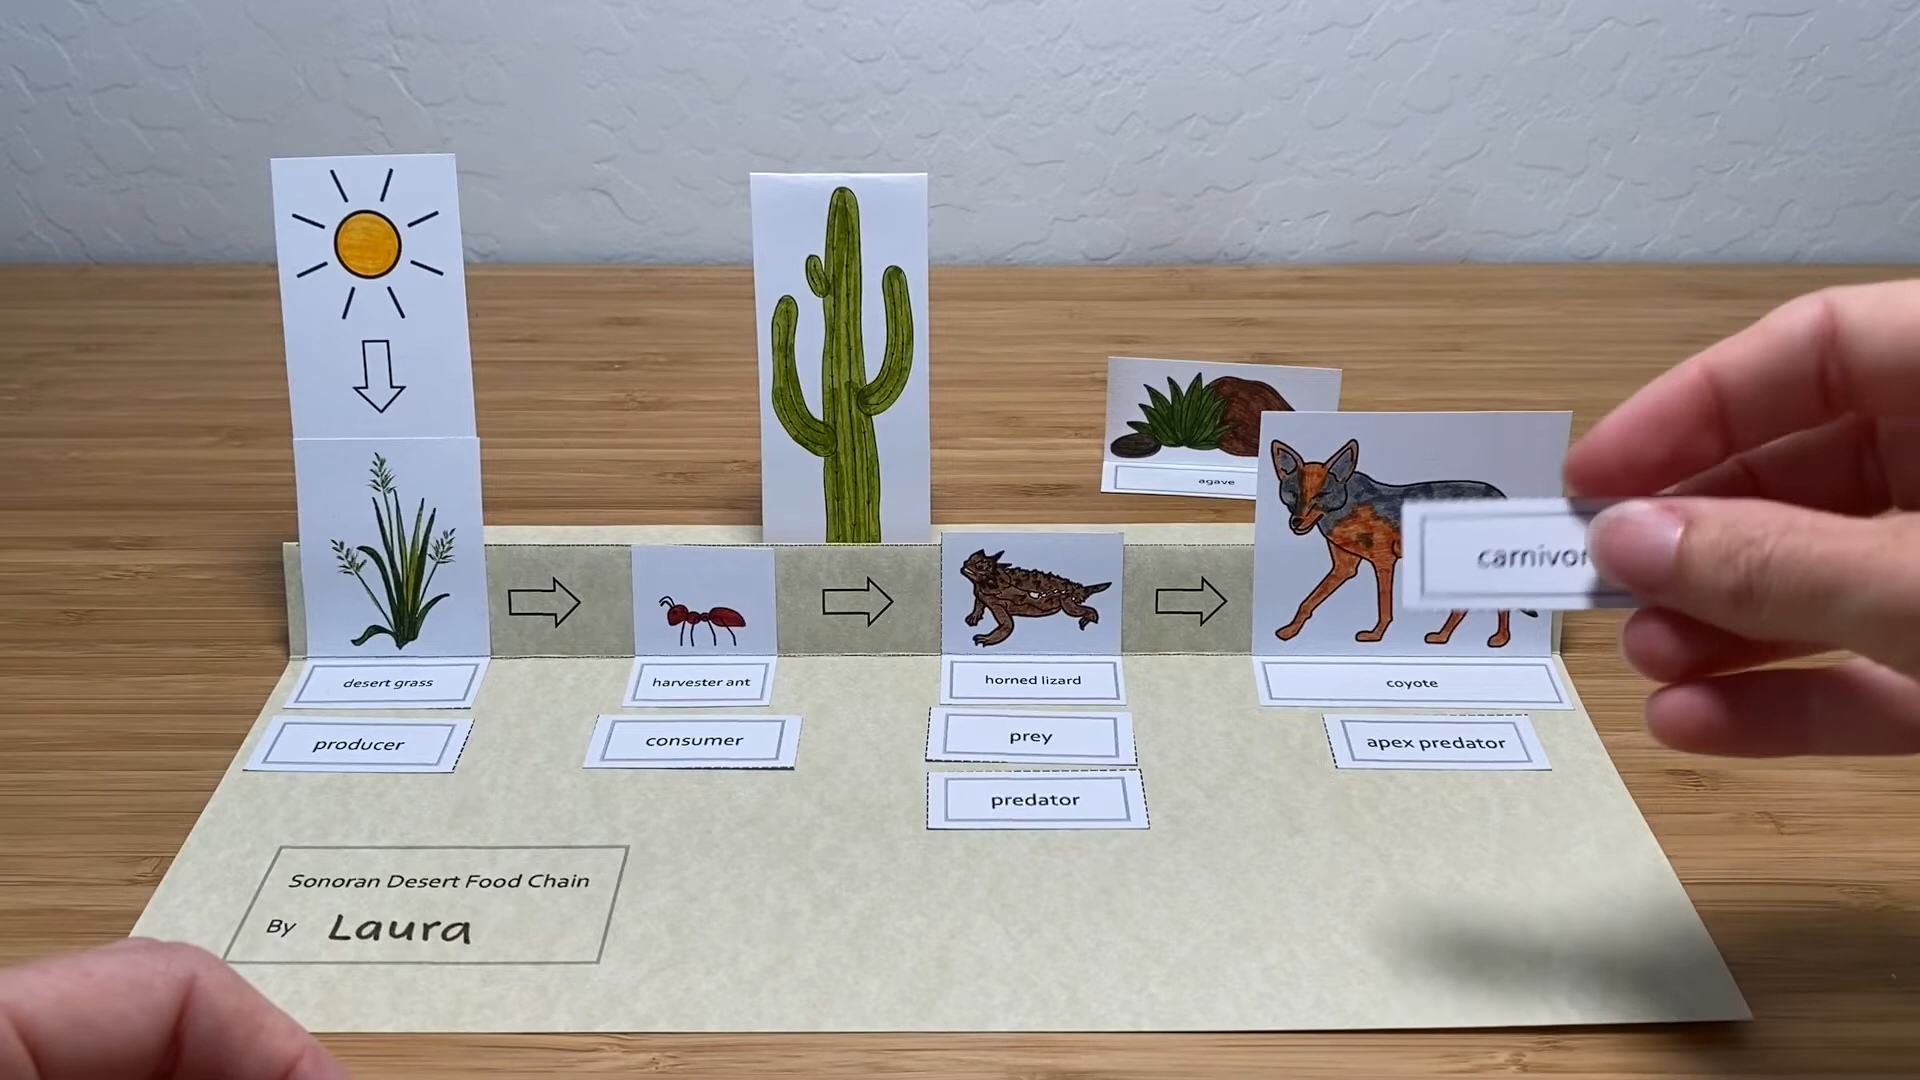 agave
carnivor
desert grass
harvester ant
horned lizard
coyote
producer
consumer
prey
apex predator
predator
Sonoran Desert Food Chain
By Laura